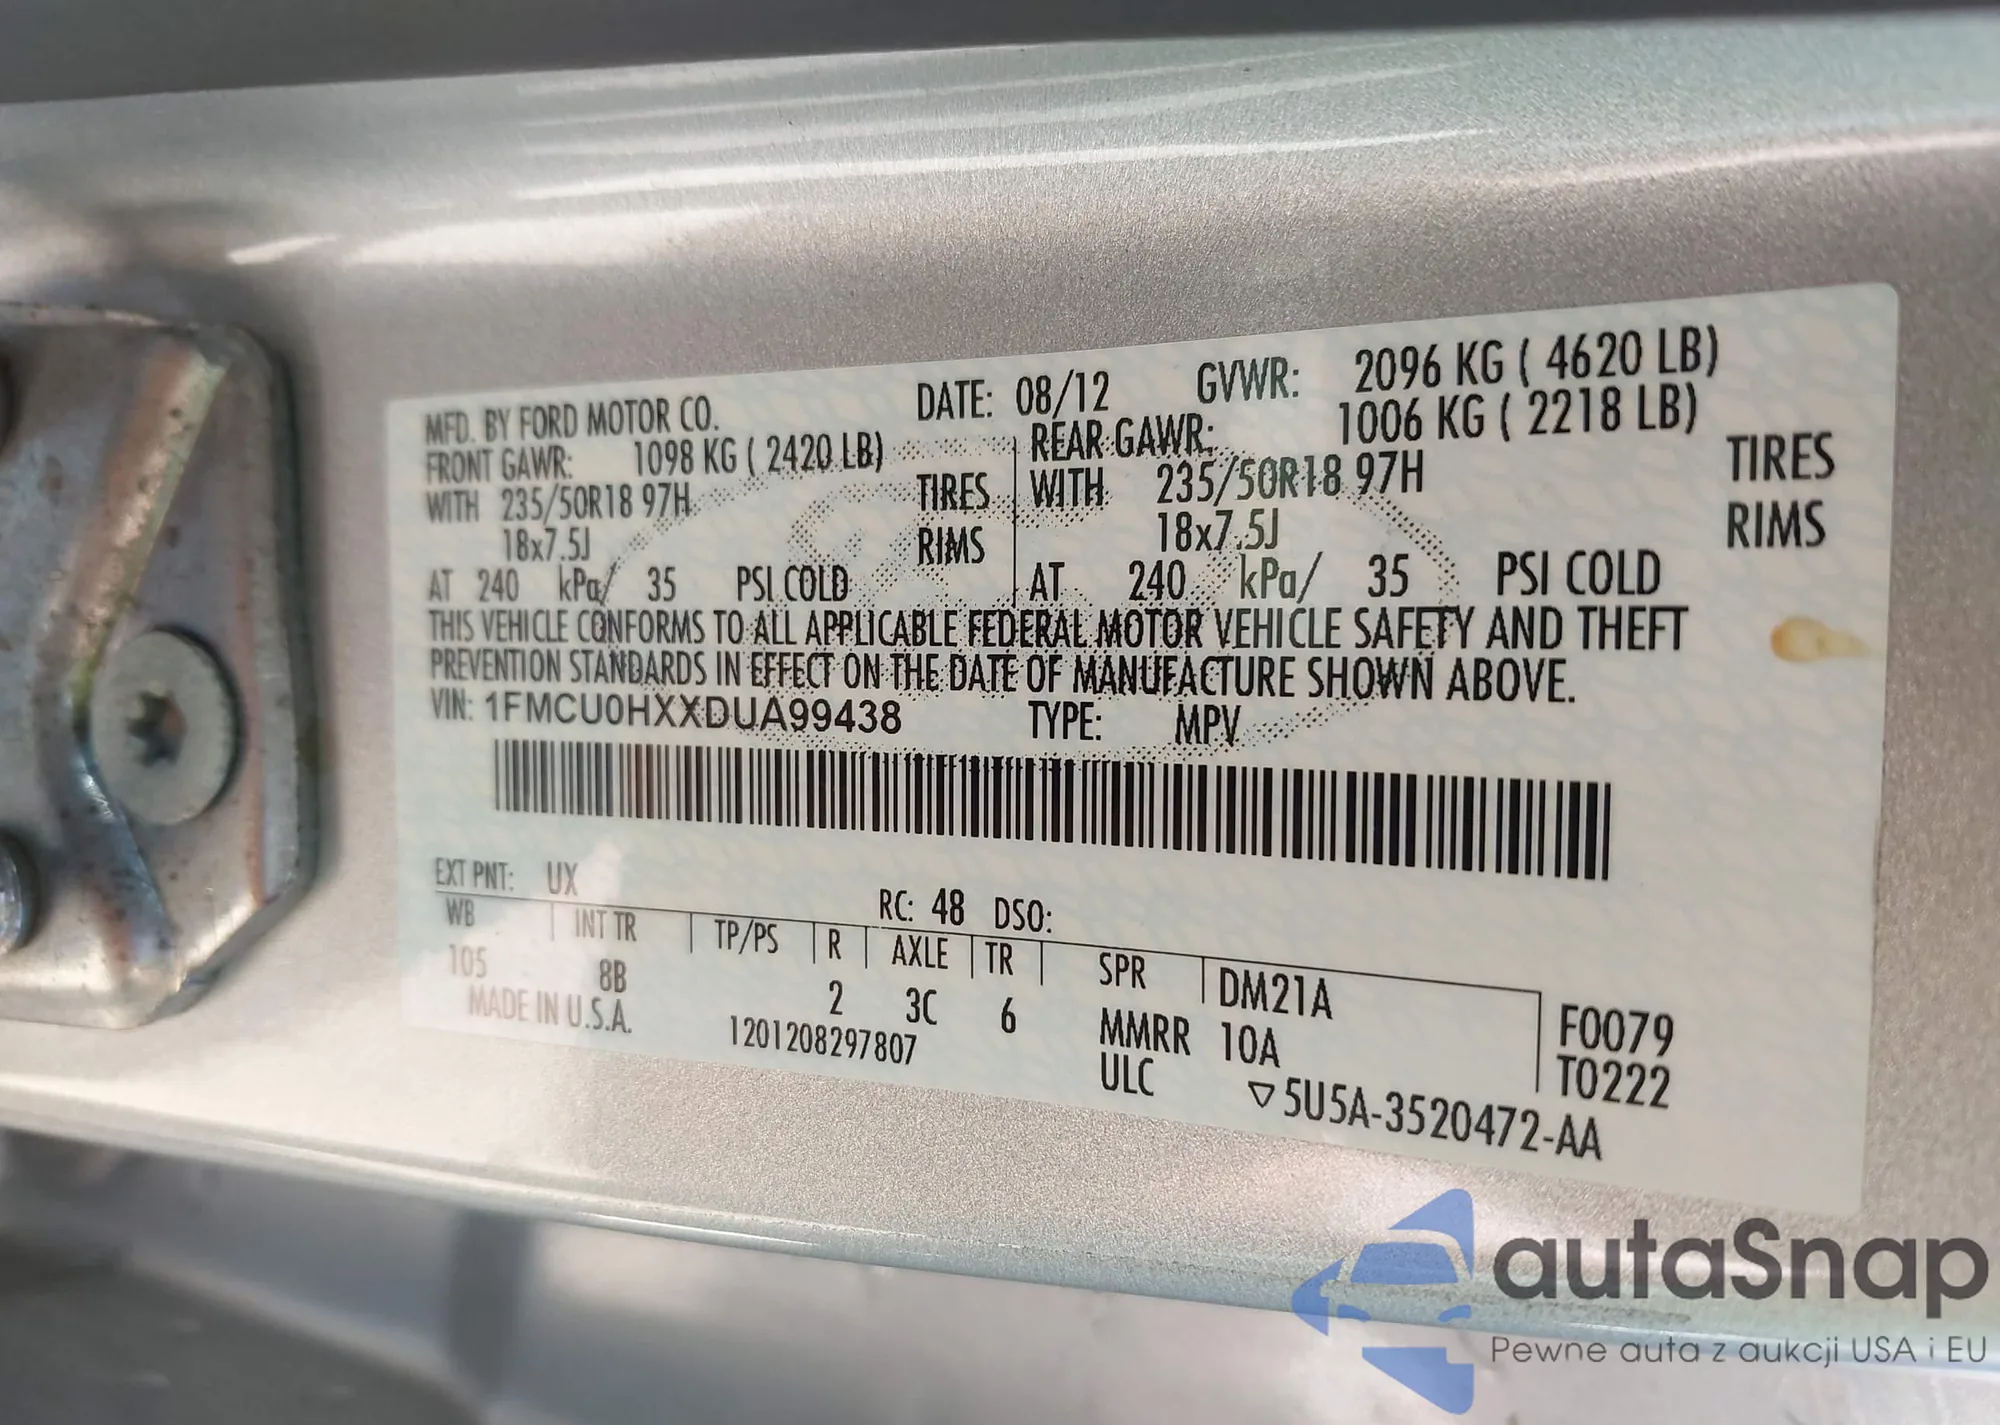 MFD. BY FORD MOTOR CO. DATE: 08/12 GVWR: 2096 KG ( 4620 LB)
FRONT GAWR: 1098 KG ( 2420 LB) REAR GAWR: 1006 KG ( 2218 LB)
WITH 235/50R18 97H TIRES WITH 235/50R18 97H TIRES
18x7.5J RIMS 18x7.5J RIMS
AT 240 kPa/ 35 PSI COLD AT 240 kPa/ 35 PSI COLD
THIS VEHICLE CONFORMS TO ALL APPLICABLE FEDERAL MOTOR VEHICLE SAFETY AND THEFT
PREVENTION STANDARDS IN EFFECT ON THE DATE OF MANUFACTURE SHOWN ABOVE.
VIN: 1FMCU0HXXDUA99438 TYPE: MPV
EXT PNT: UX RC: 48 DSO:
WB INT TR TP/PS R AXLE TR SPR DM21A F0079
105 8B 2 3C 6 MMRR 10A T0222
MADE IN U.S.A. 1201208297807 ULC ▽5U5A-3520472-AA
autaSnap
Pewne auta z aukcji USA i EU